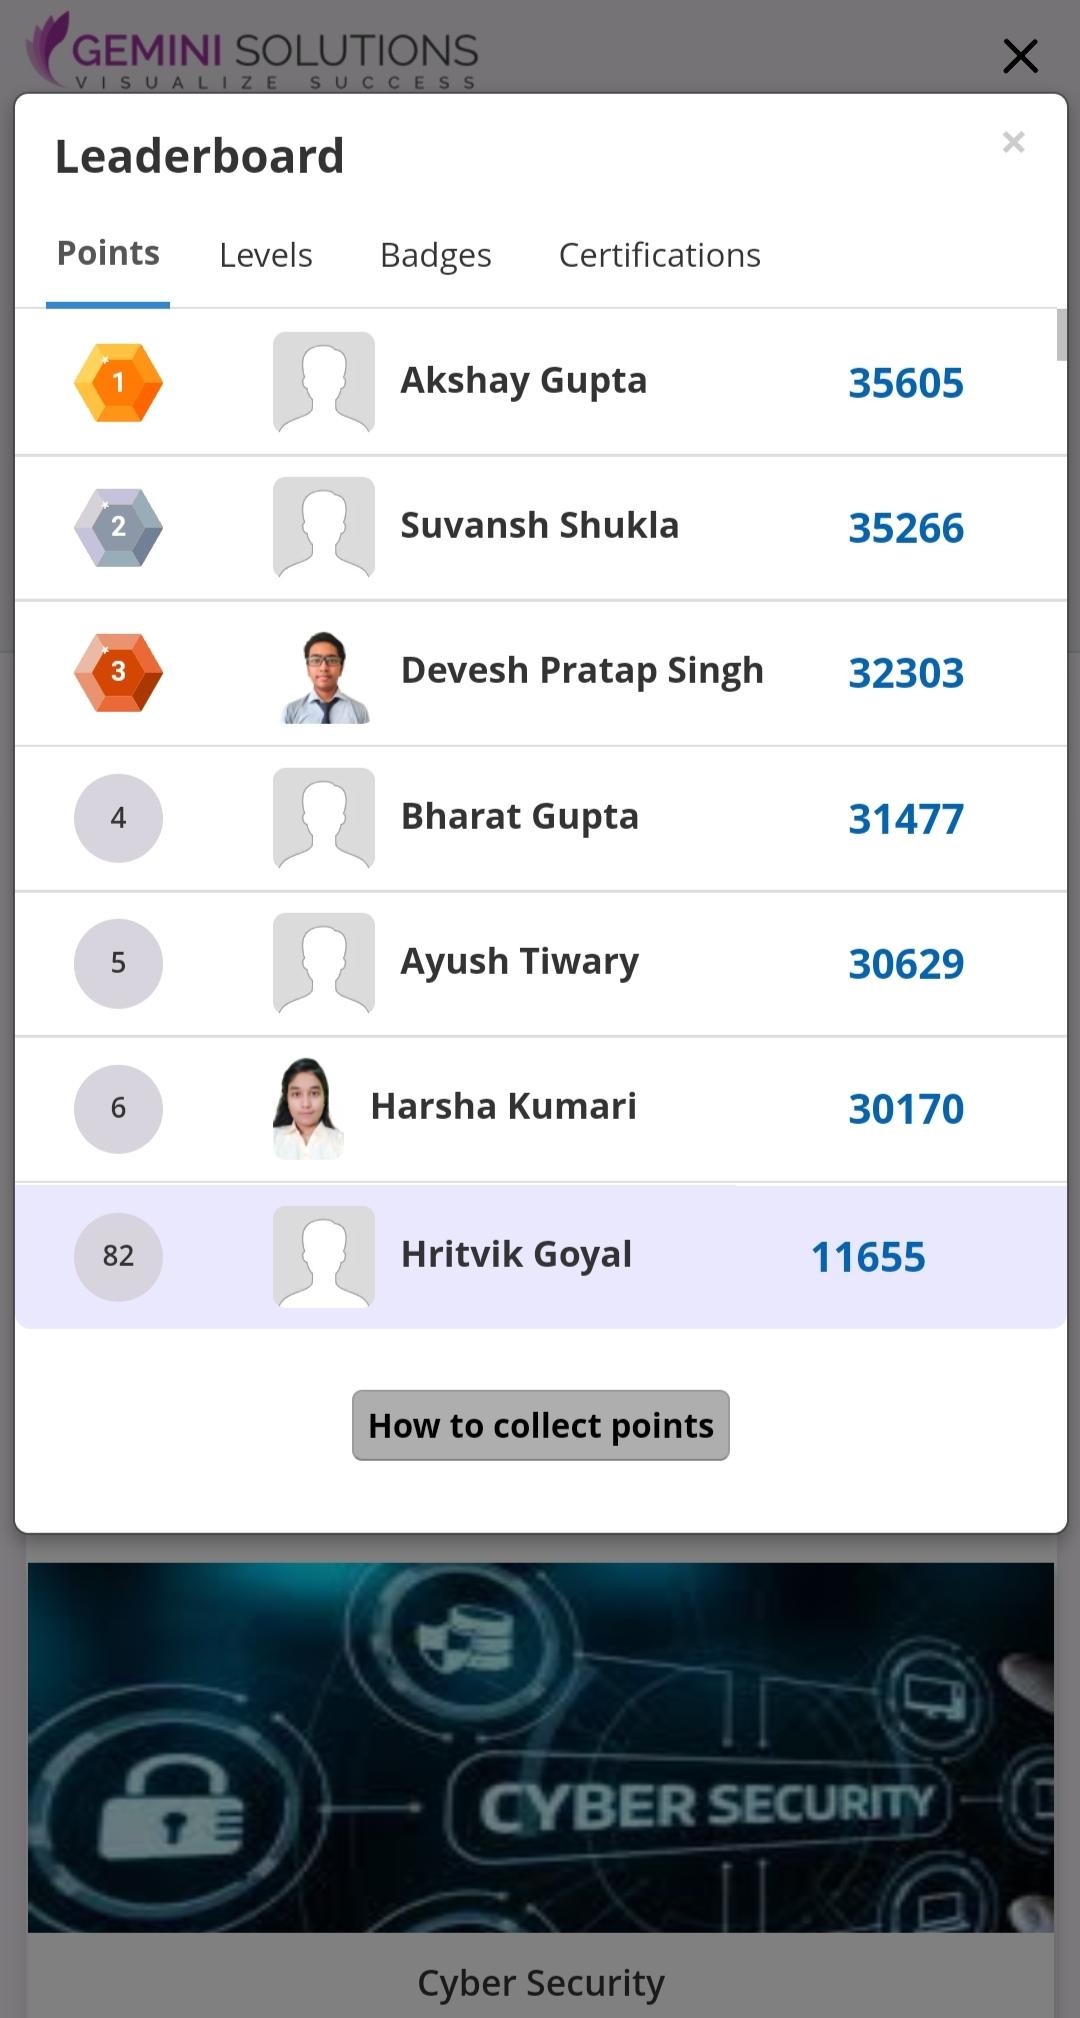 GEMINI SOLUTIONS
VISUALIZE SUCCESS
Leaderboard
Points Levels Badges Certifications
1 Akshay Gupta 35605
2 Suvansh Shukla 35266
3 Devesh Pratap Singh 32303
4 Bharat Gupta 31477
5 Ayush Tiwary 30629
6 Harsha Kumari 30170
82 Hritvik Goyal 11655
How to collect points
CYBER SECURITY
Cyber Security